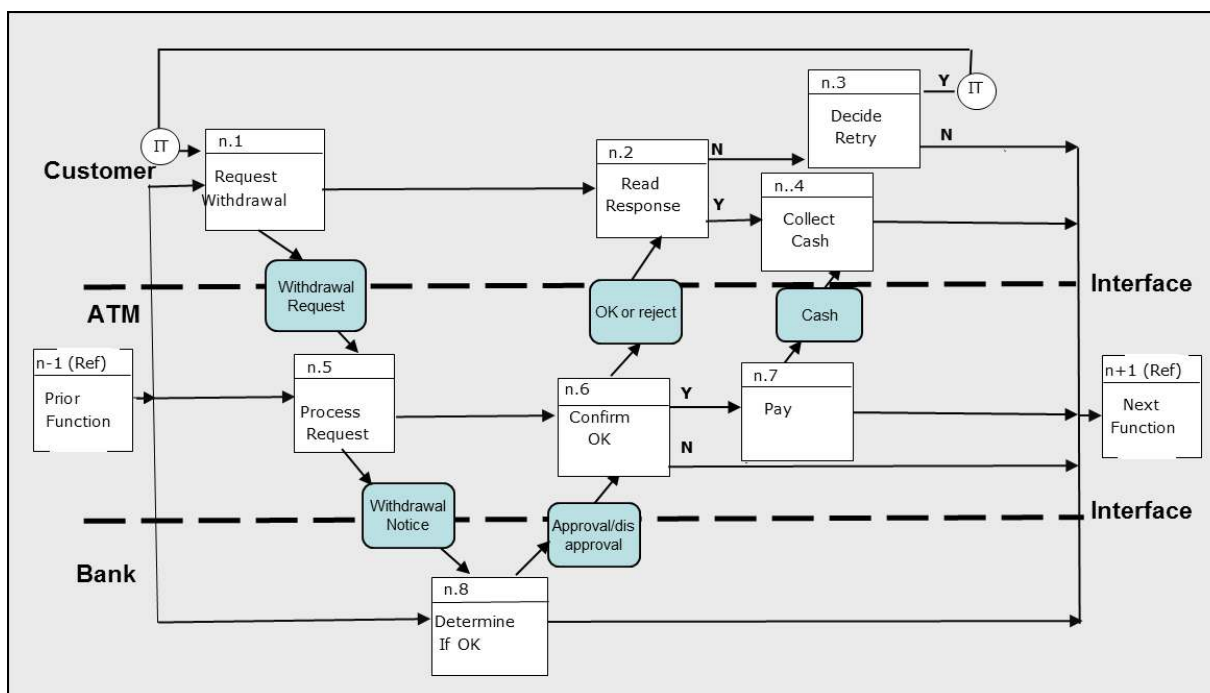 IT
Y
IT
n.3
Decide
Retry
N
n.1
Request
Withdrawal
Customer
n.2
Read
Response
N
Y
n..4
Collect
Cash
Withdrawal
Request
OK or reject
Cash
Interface
ATM
n-1 (Ref)
Prior
Function
n.5
Process
Request
n.6
Confirm
OK
Y
N
n.7
Pay
n+1 (Ref)
Next
Function
Withdrawal
Notice
Approval/dis
approval
Interface
Bank
n.8
Determine
If OK